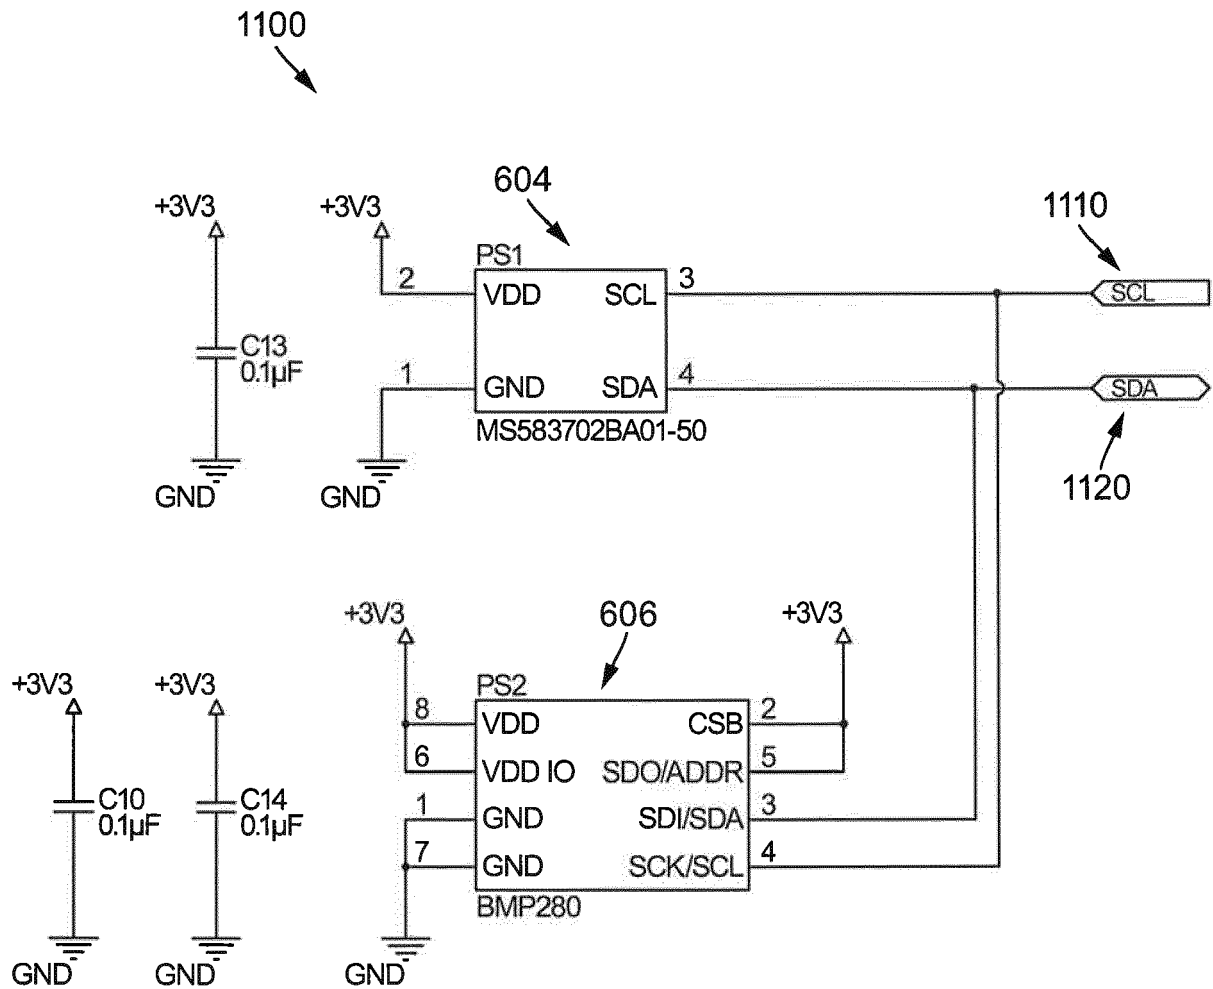 1100
604
1110
+3V3
+3V3
PS1
2
VDD
SCL
3
SCL
C13
0.1µF
1
GND
SDA
4
SDA
MS583702BA01-50
GND
GND
1120
+3V3
606
+3V3
+3V3
+3V3
PS2
8
VDD
CSB
2
6
VDD IO
SDO/ADDR
5
C10
0.1µF
C14
0.1µF
1
GND
SDI/SDA
3
7
GND
SCK/SCL
4
BMP280
GND
GND
GND